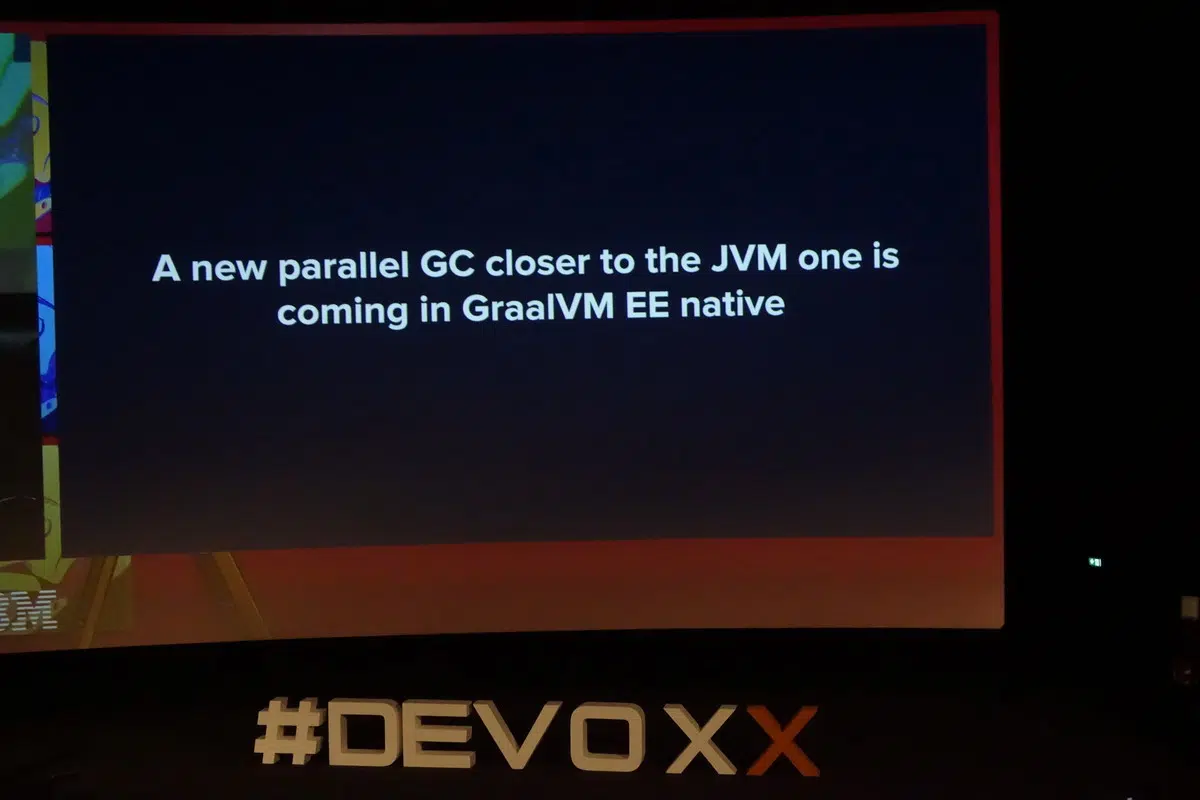 A new parallel GC closer to the JVM one is
coming in GraalVM EE native
IBM
#DEVOXX